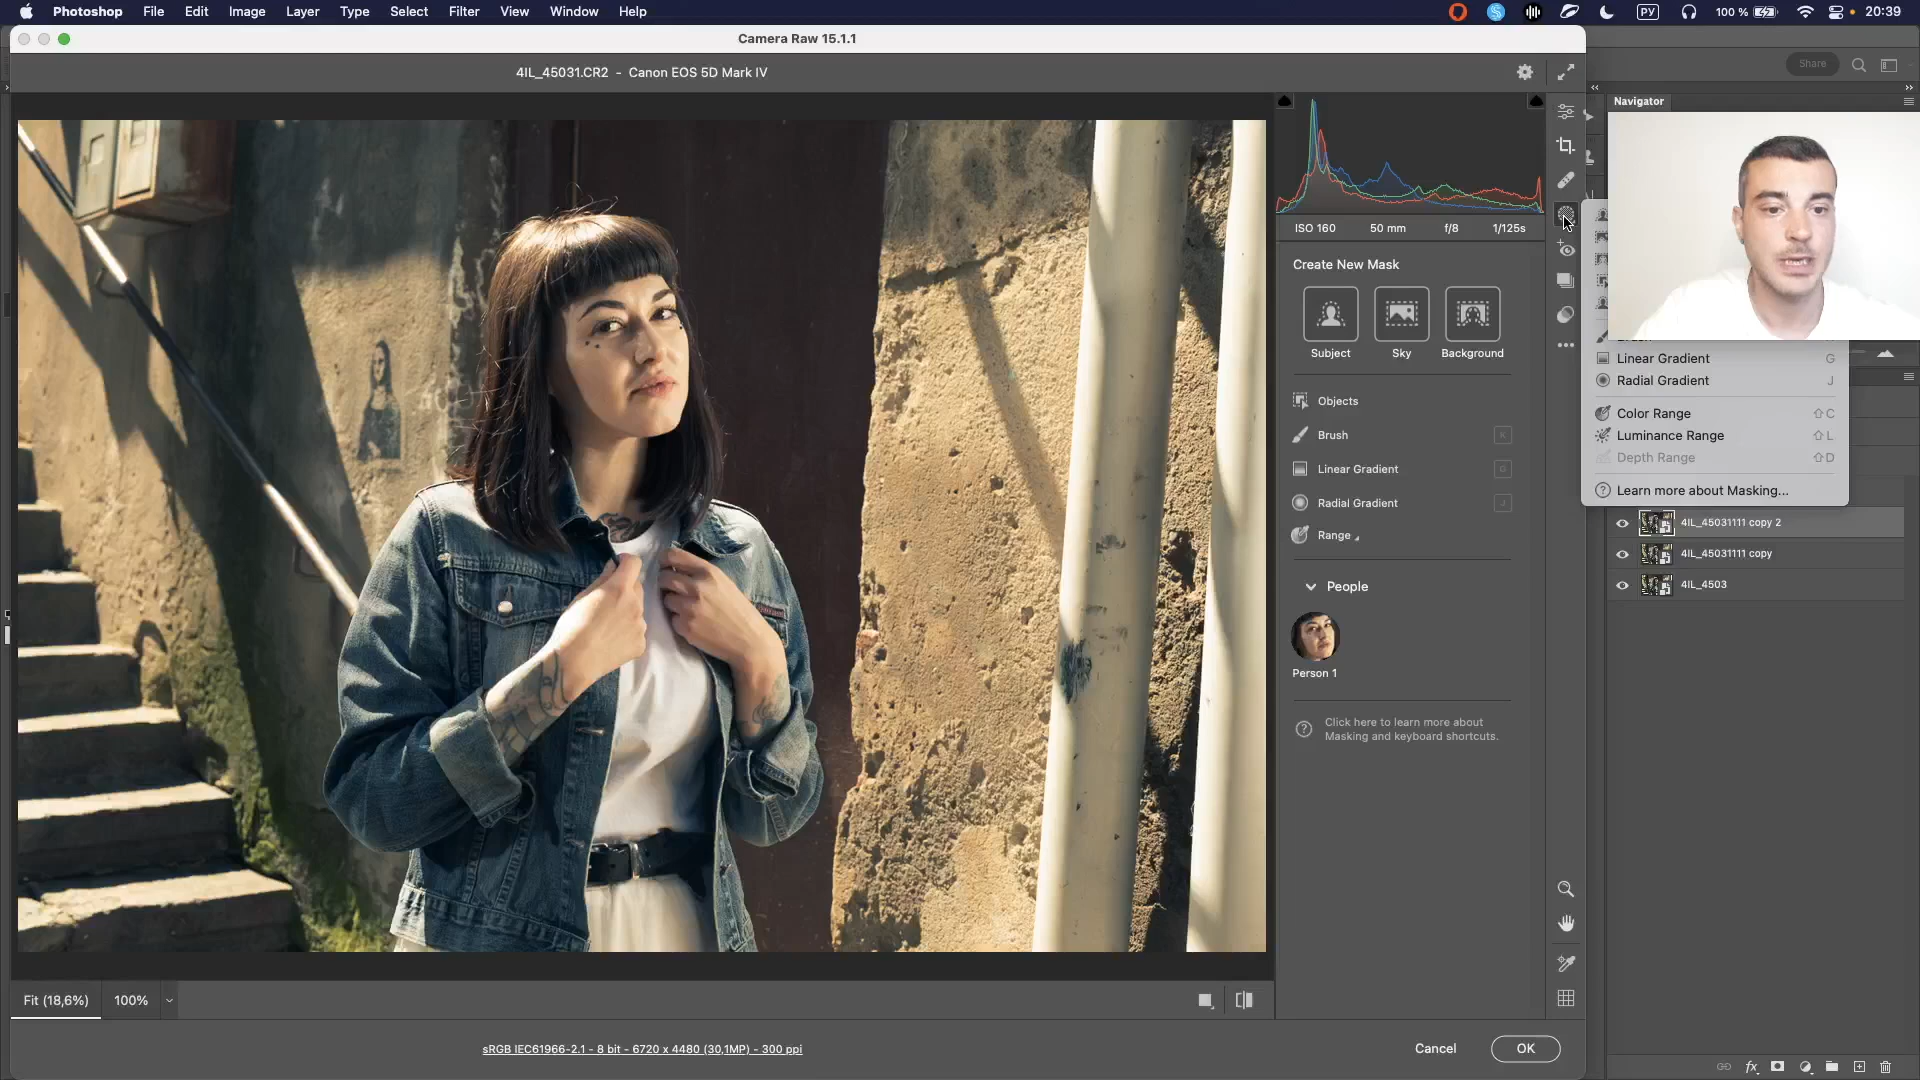 Photoshop File Edit Image Layer Type Select Filter View Window Help РУ 100 % 20:39
Camera Raw 15.1.1
4IL_45031.CR2 - Canon EOS 5D Mark IV
Share
Navigator
ISO 160 50 mm f/8 1/125s
Create New Mask
Subject Sky Background
Objects
Brush K
Linear Gradient G
Radial Gradient J
Range
People
Person 1
Click here to learn more about
Masking and keyboard shortcuts.
Linear Gradient G
Radial Gradient J
Color Range ⇧C
Luminance Range ⇧L
Depth Range ⇧D
Learn more about Masking...
4IL_45031111 copy 2
4IL_45031111 copy
4IL_4503
Fit (18,6%) 100%
sRGB IEC61966-2.1 - 8 bit - 6720 x 4480 (30,1MP) - 300 ppi
Cancel OK
fx